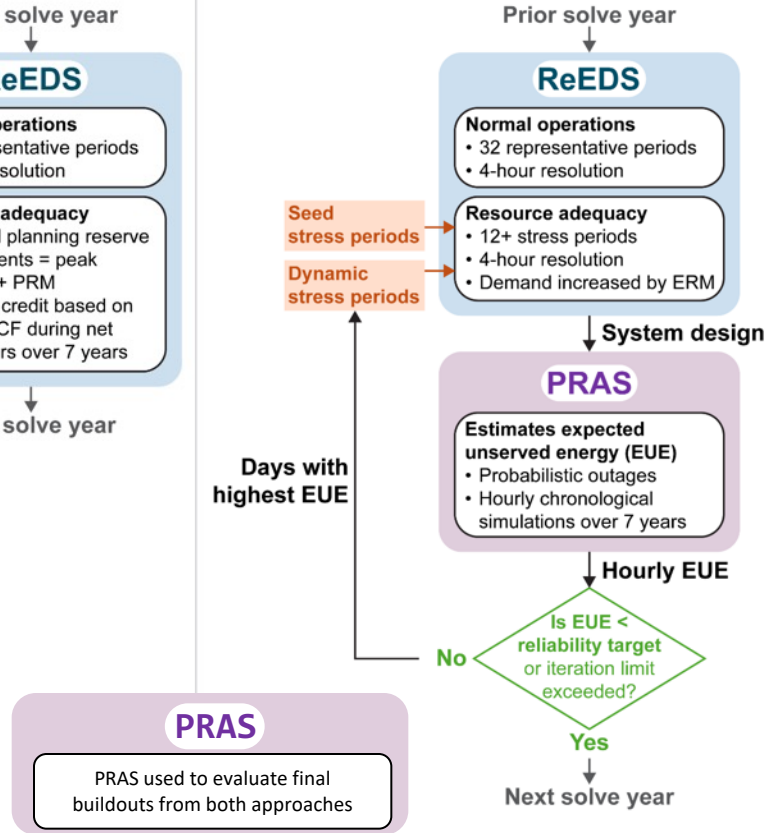 solve year
eEDS
erations
sentative periods
solution
adequacy
planning reserve
ents = peak
+ PRM
credit based on
CF during net
rs over 7 years
solve year
Prior solve year
ReEDS
Normal operations
• 32 representative periods
• 4-hour resolution
Seed
stress periods
Dynamic
stress periods
Resource adequacy
• 12+ stress periods
• 4-hour resolution
• Demand increased by ERM
System design
PRAS
Estimates expected
unserved energy (EUE)
• Probabilistic outages
• Hourly chronological
simulations over 7 years
Days with
highest EUE
Hourly EUE
Is EUE <
reliability target
or iteration limit
exceeded?
No
Yes
Next solve year
PRAS
PRAS used to evaluate final
buildouts from both approaches